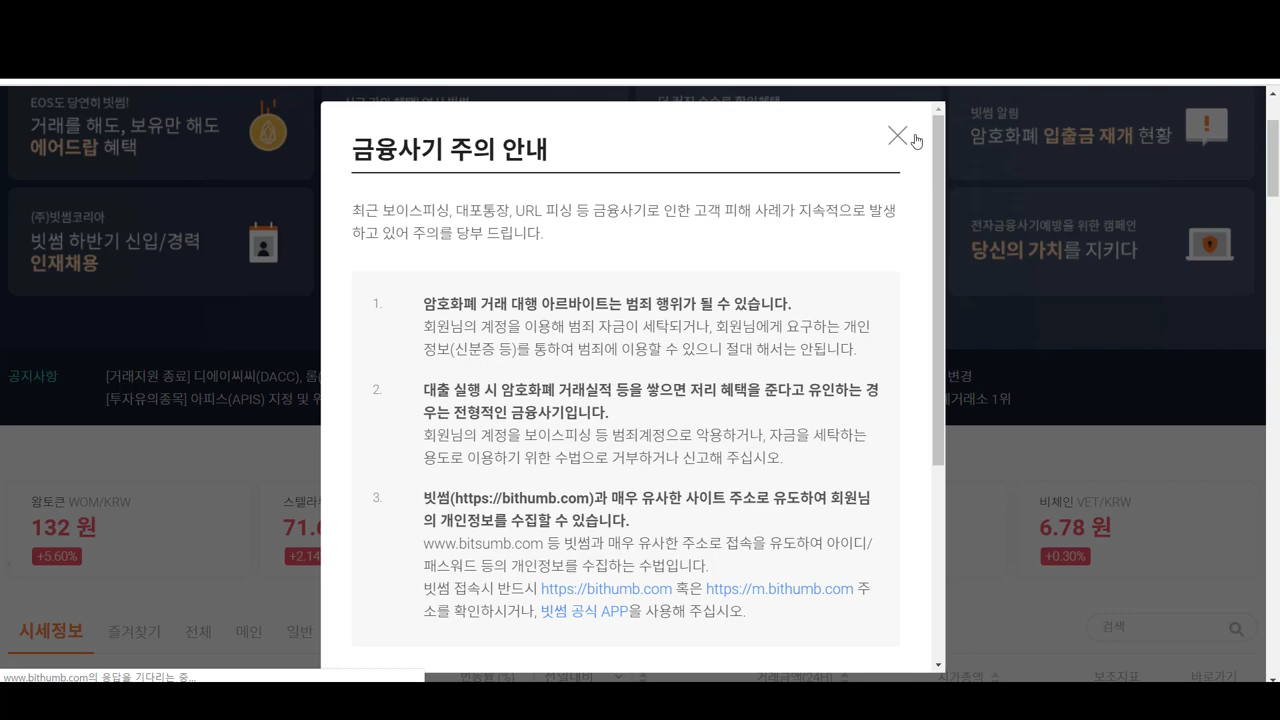 EOS도 당연히 빗썸!
거래를 해도, 보유만 해도
에어드랍 혜택
(주)빗썸코리아
빗썸 하반기 신입/경력
인재채용
빗썸 알림
암호화폐 입출금 재개 현황
전자금융사기예방을 위한 캠페인
당신의 가치를 지키다
금융사기 주의 안내
최근 보이스피싱, 대포통장, URL 피싱 등 금융사기로 인한 고객 피해 사례가 지속적으로 발생
하고 있어 주의를 당부 드립니다.
1. 암호화폐 거래 대행 아르바이트는 범죄 행위가 될 수 있습니다.
회원님의 계정을 이용해 범죄 자금이 세탁되거나, 회원님에게 요구하는 개인
정보(신분증 등)를 통하여 범죄에 이용할 수 있으니 절대 해서는 안됩니다.
2. 대출 실행 시 암호화폐 거래실적 등을 쌓으면 저리 혜택을 준다고 유인하는 경
우는 전형적인 금융사기입니다.
회원님의 계정을 보이스피싱 등 범죄계정으로 악용하거나, 자금을 세탁하는
용도로 이용하기 위한 수법으로 거부하거나 신고해 주십시오.
3. 빗썸(https://bithumb.com)과 매우 유사한 사이트 주소로 유도하여 회원님
의 개인정보를 수집할 수 있습니다.
www.bitsumb.com 등 빗썸과 매우 유사한 주소로 접속을 유도하여 아이디/
패스워드 등의 개인정보를 수집하는 수법입니다.
빗썸 접속시 반드시 https://bithumb.com 혹은 https://m.bithumb.com 주
소를 확인하시거나, 빗썸 공식 APP을 사용해 주십시오.
공지사항 [거래지원 종료] 디에이씨씨(DACC), 변경
[투자유의종목] 아피스(APIS) 지정 및 1위
왐토큰 WOM/KRW
132 원
+5.60%
71.
+2.14
비체인 VET/KRW
6.78 원
+0.30%
시세정보 즐겨찾기 전체 메인 일반
검색
전일대비 거래금액(24H) 시가총액 보조지표 바로가기
www.bithumb.com의 응답을 기다리는 중...